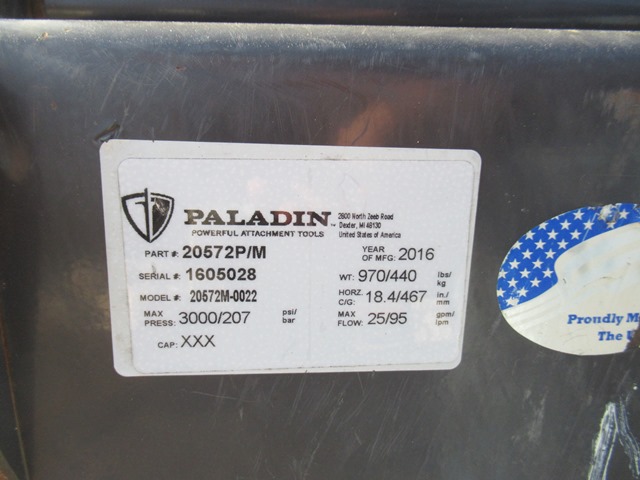 PALADIN™
POWERFUL ATTACHMENT TOOLS
2800 North Zeeb Road
Dexter, MI 48130
United States of America
PART #: 20572P/M
YEAR OF MFG: 2016
SERIAL #: 1605028
WT: 970/440 lbs/kg
MODEL #: 20572M-0022
HORZ. C/G: 18.4/467 in./mm
MAX PRESS: 3000/207 psi/bar
MAX FLOW: 25/95 gpm/lpm
CAP: XXX
Proudly M
The U